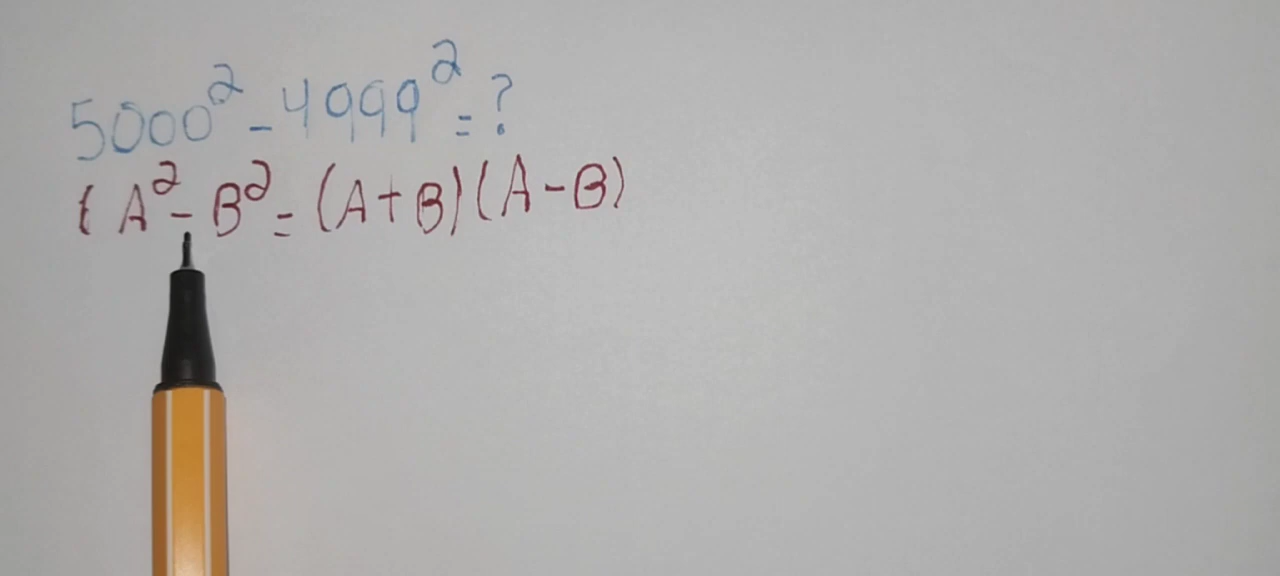 5000² - 4999² = ?
( A² - B² = (A+B)(A-B)